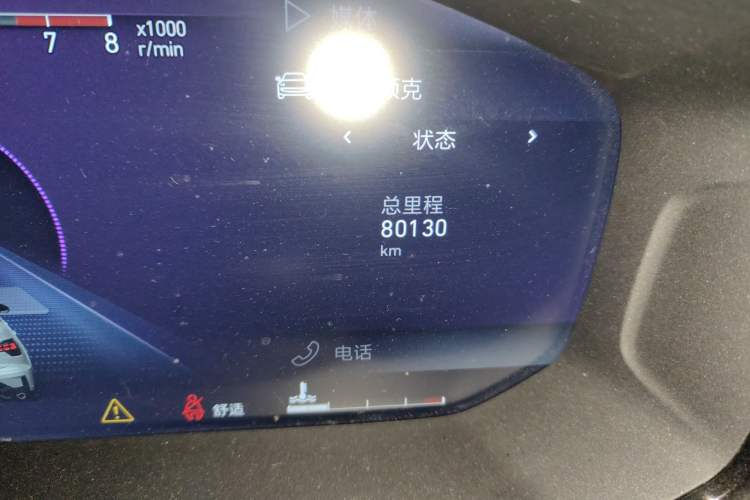 x1000
7 8 r/min
媒体
克
状态
总里程
80130
km
电话
舒适